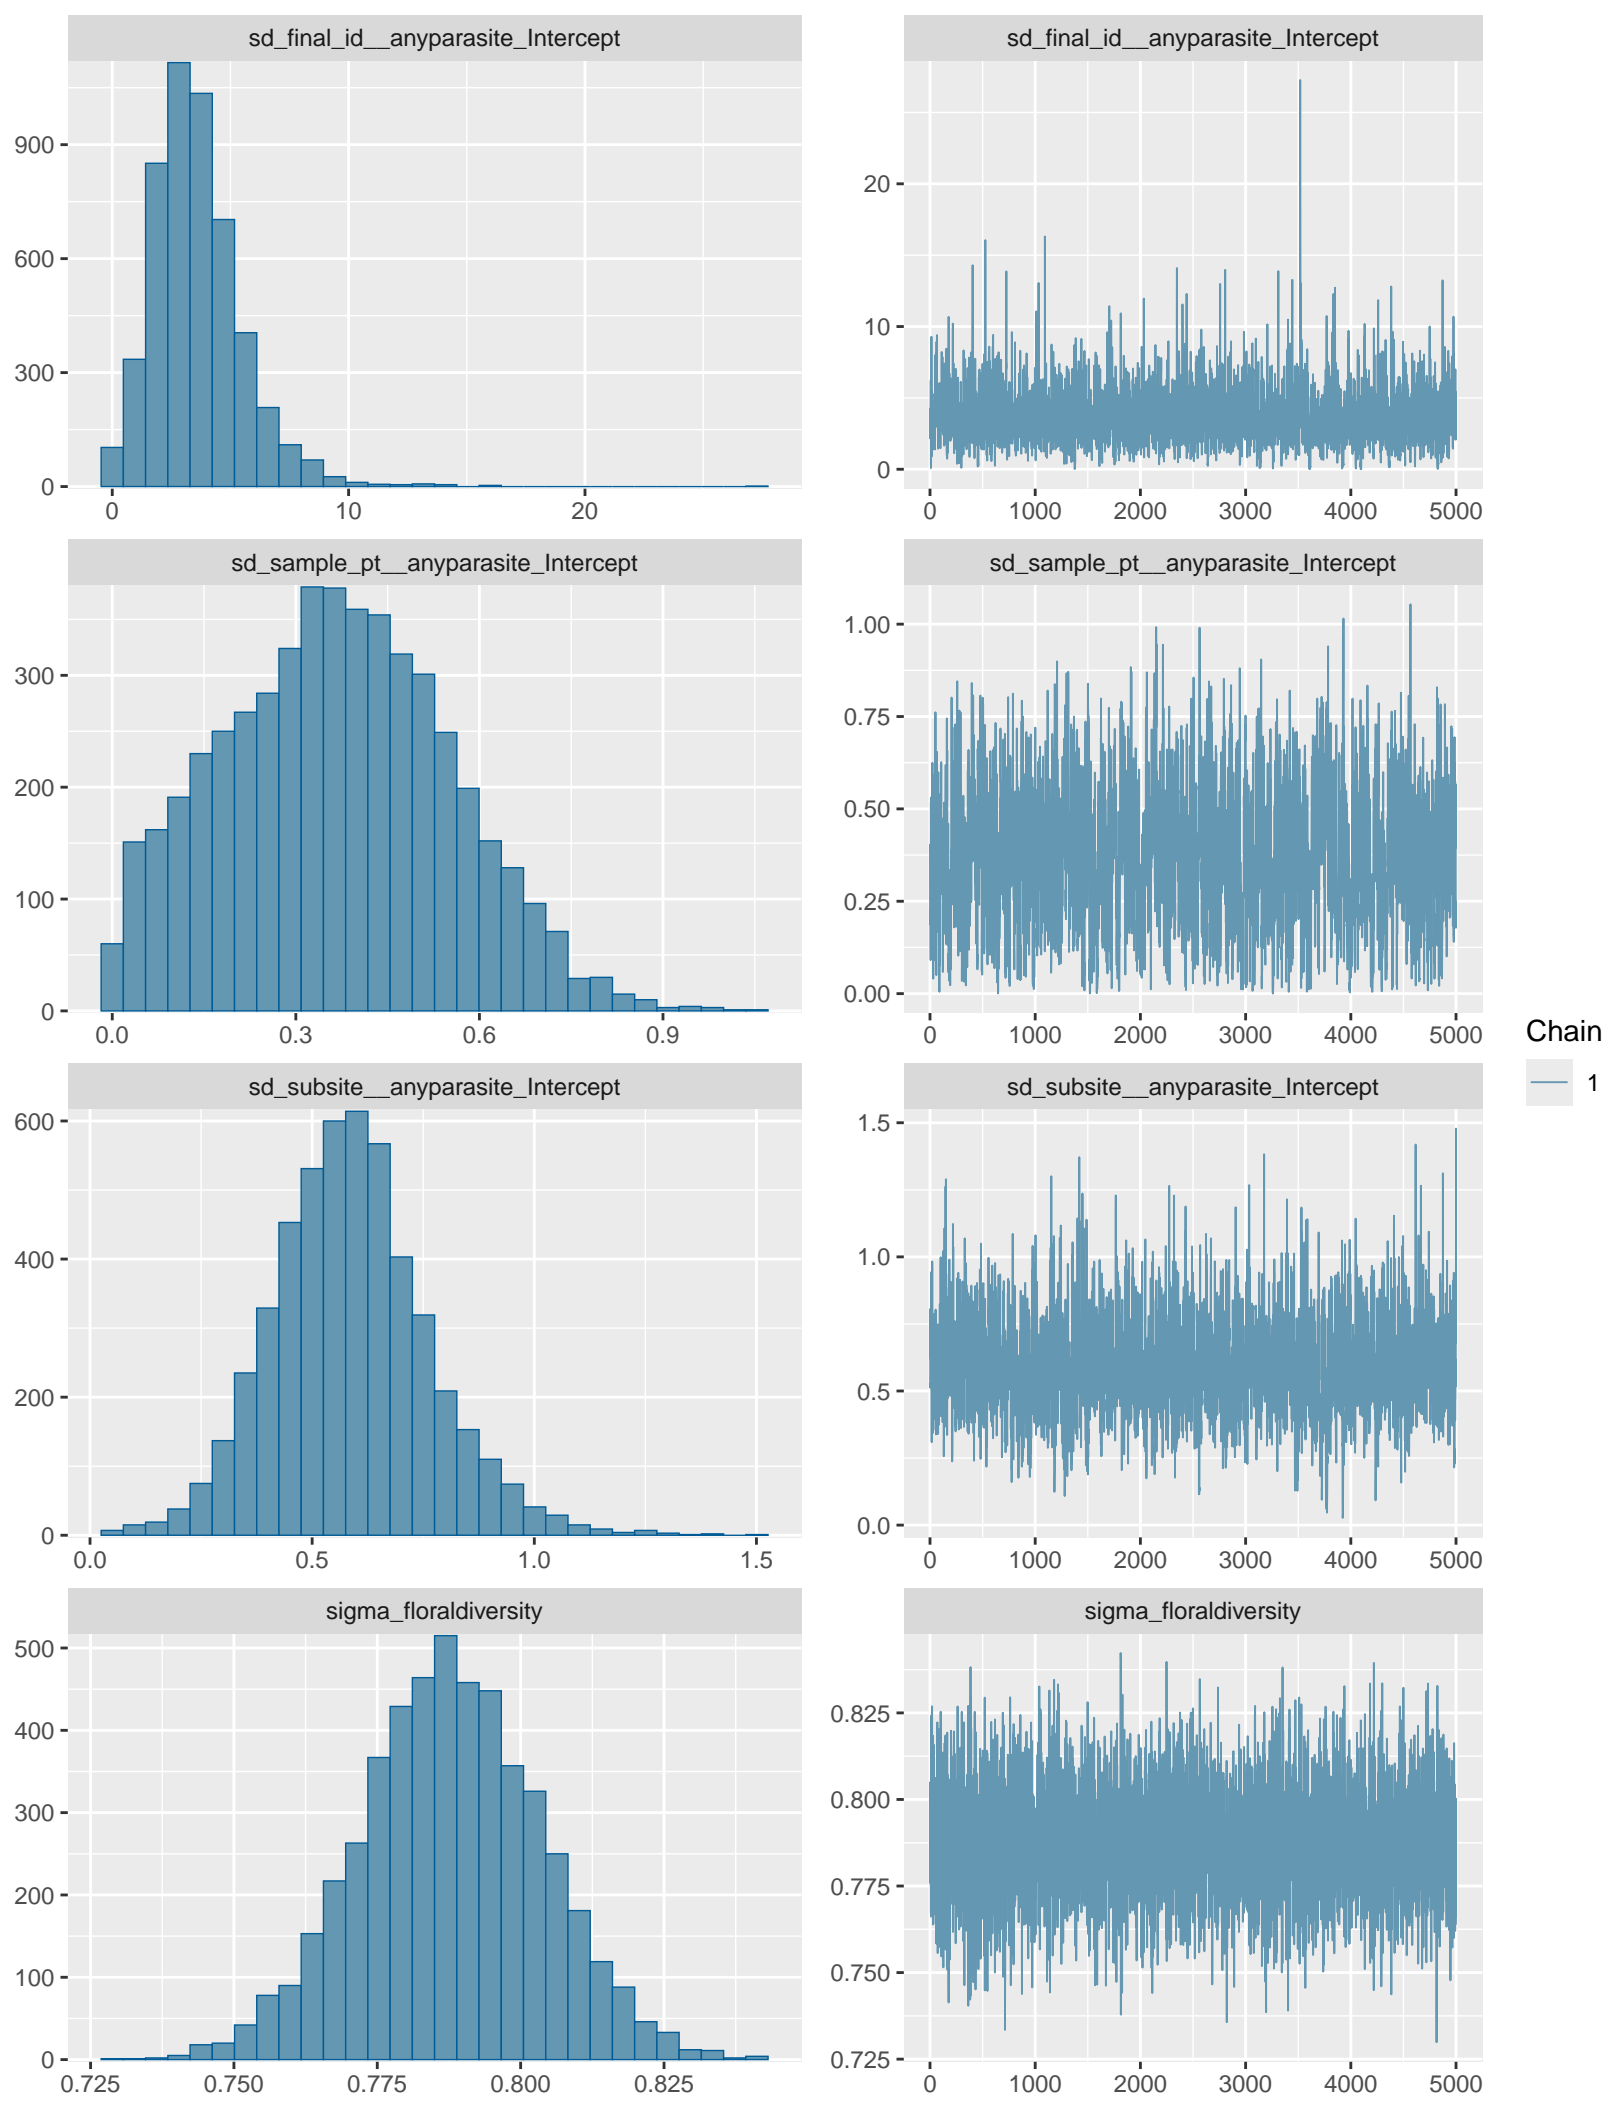 sd_final_id__anyparasite_Intercept
sd_final_id__anyparasite_Intercept
900
600
300
0
0 10 20
20
10
0
0 1000 2000 3000 4000 5000
sd_sample_pt__anyparasite_Intercept
sd_sample_pt__anyparasite_Intercept
300
200
100
0
0.0 0.3 0.6 0.9
1.00
0.75
0.50
0.25
0.00
0 1000 2000 3000 4000 5000
Chain
1
sd_subsite__anyparasite_Intercept
sd_subsite__anyparasite_Intercept
600
400
200
0
0.0 0.5 1.0 1.5
1.5
1.0
0.5
0.0
0 1000 2000 3000 4000 5000
sigma_floraldiversity
sigma_floraldiversity
500
400
300
200
100
0
0.725 0.750 0.775 0.800 0.825
0.825
0.800
0.775
0.750
0.725
0 1000 2000 3000 4000 5000